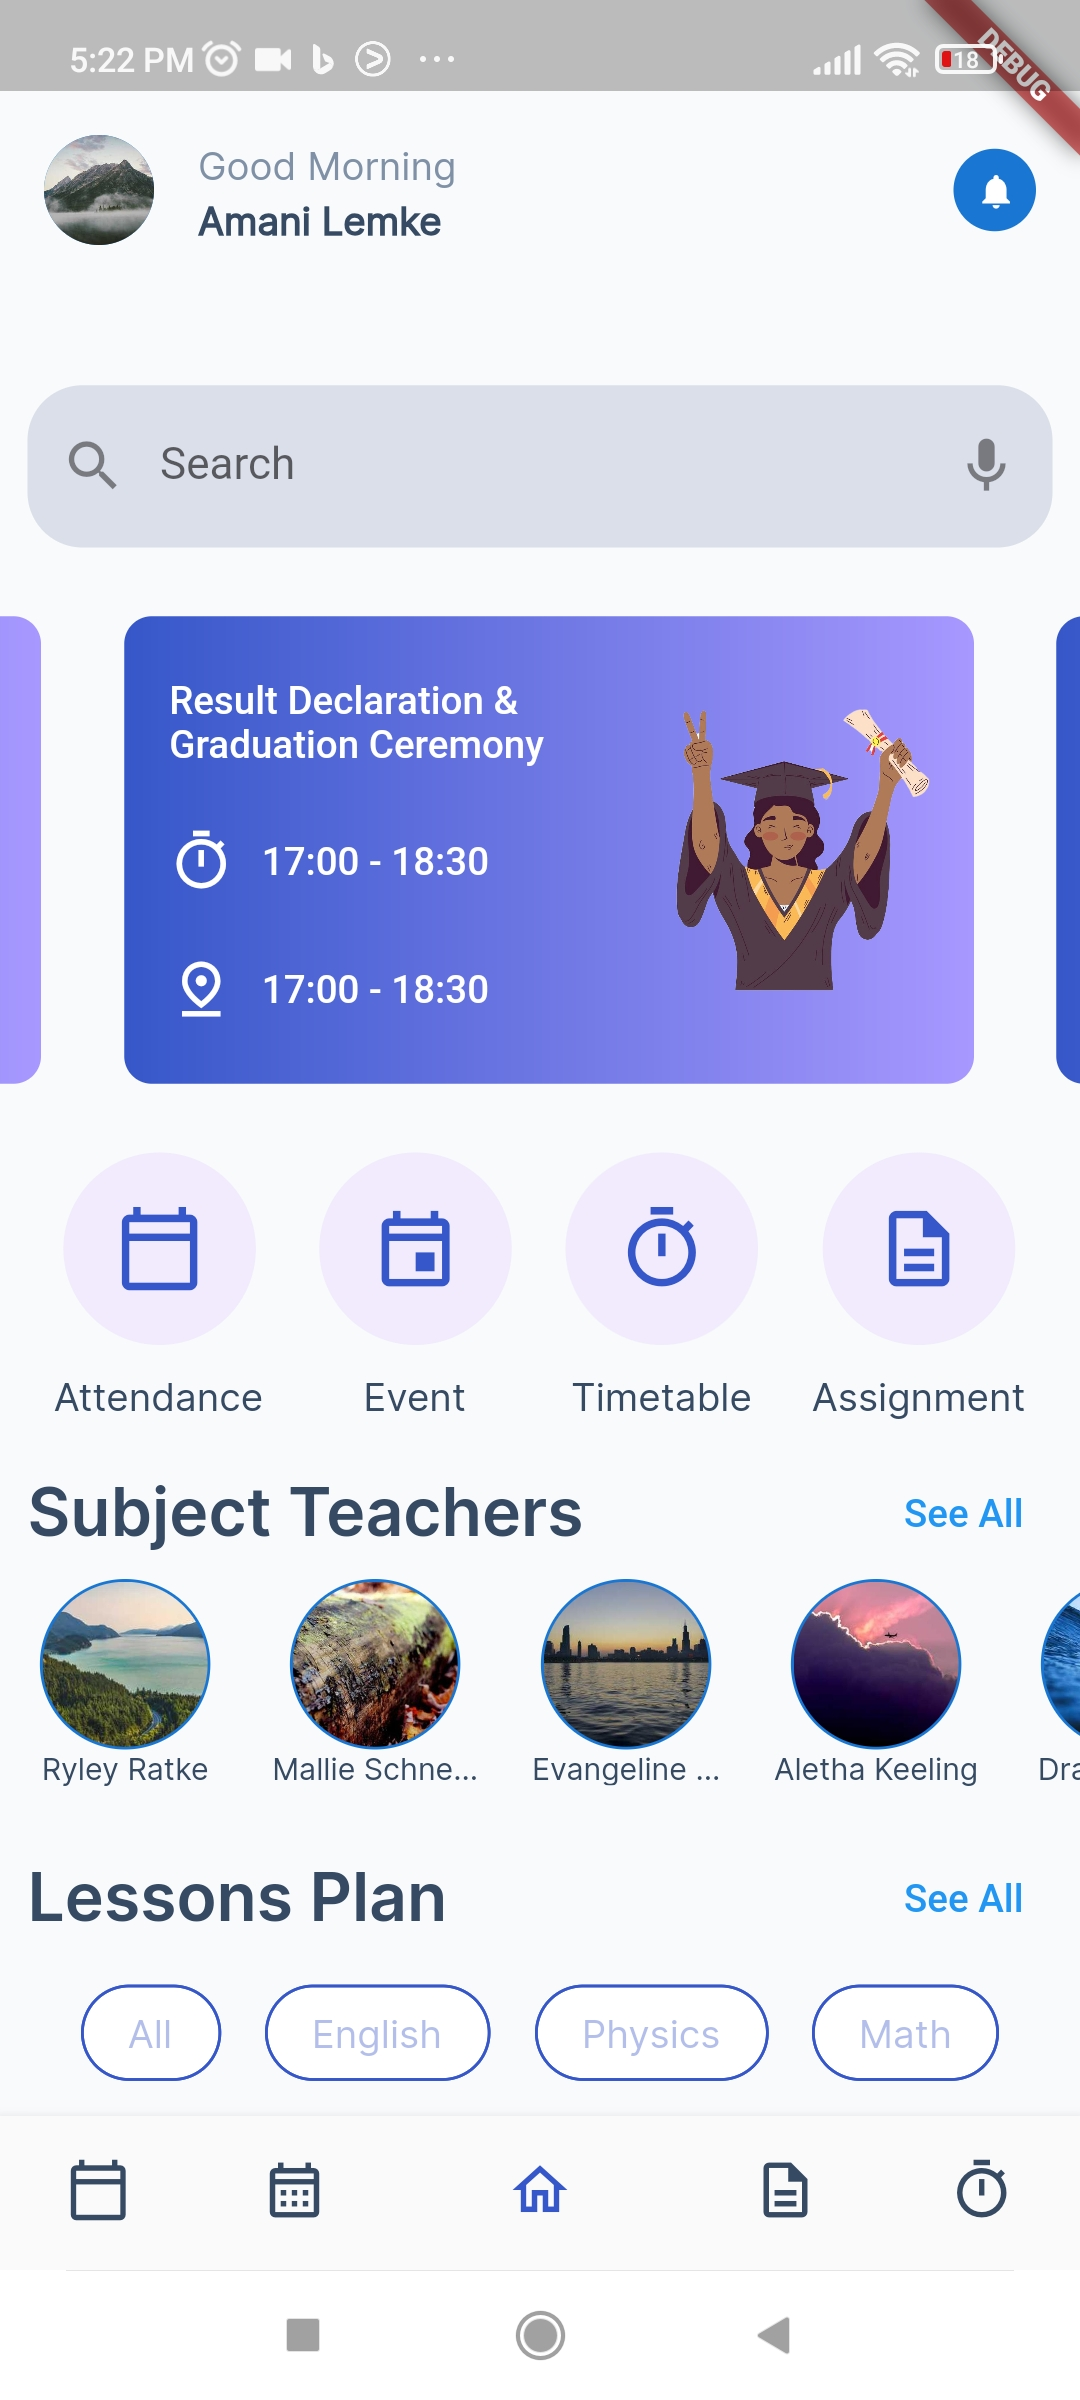 5:22 PM
18
DEBUG
Good Morning
Amani Lemke
Search
Result Declaration &
Graduation Ceremony
17:00 - 18:30
17:00 - 18:30
Attendance
Event
Timetable
Assignment
Subject Teachers
See All
Ryley Ratke
Mallie Schne...
Evangeline ...
Aletha Keeling
Dra
Lessons Plan
See All
All
English
Physics
Math